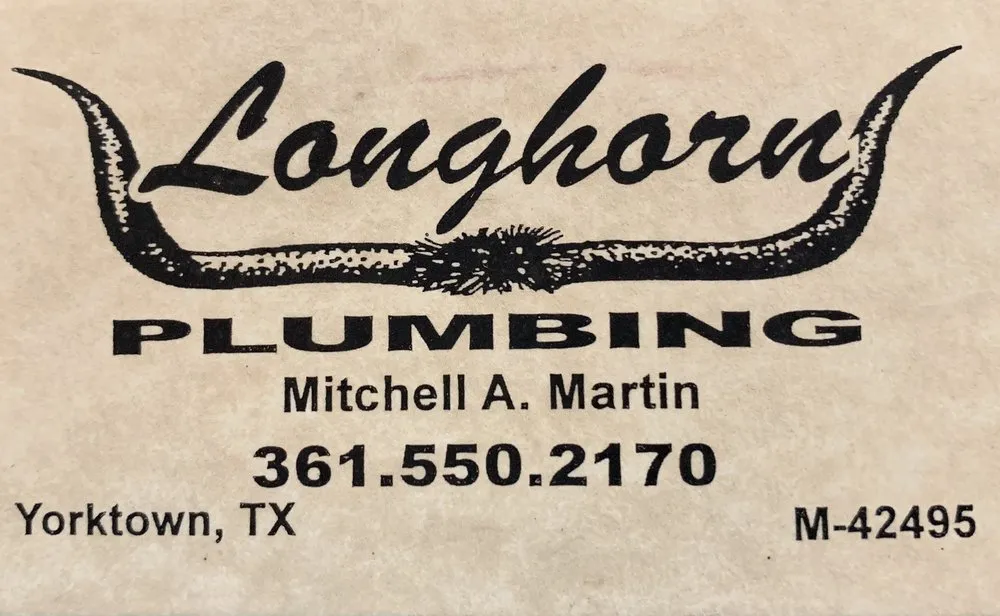 Longhorn
PLUMBING
Mitchell A. Martin
361.550.2170
Yorktown, TX
M-42495